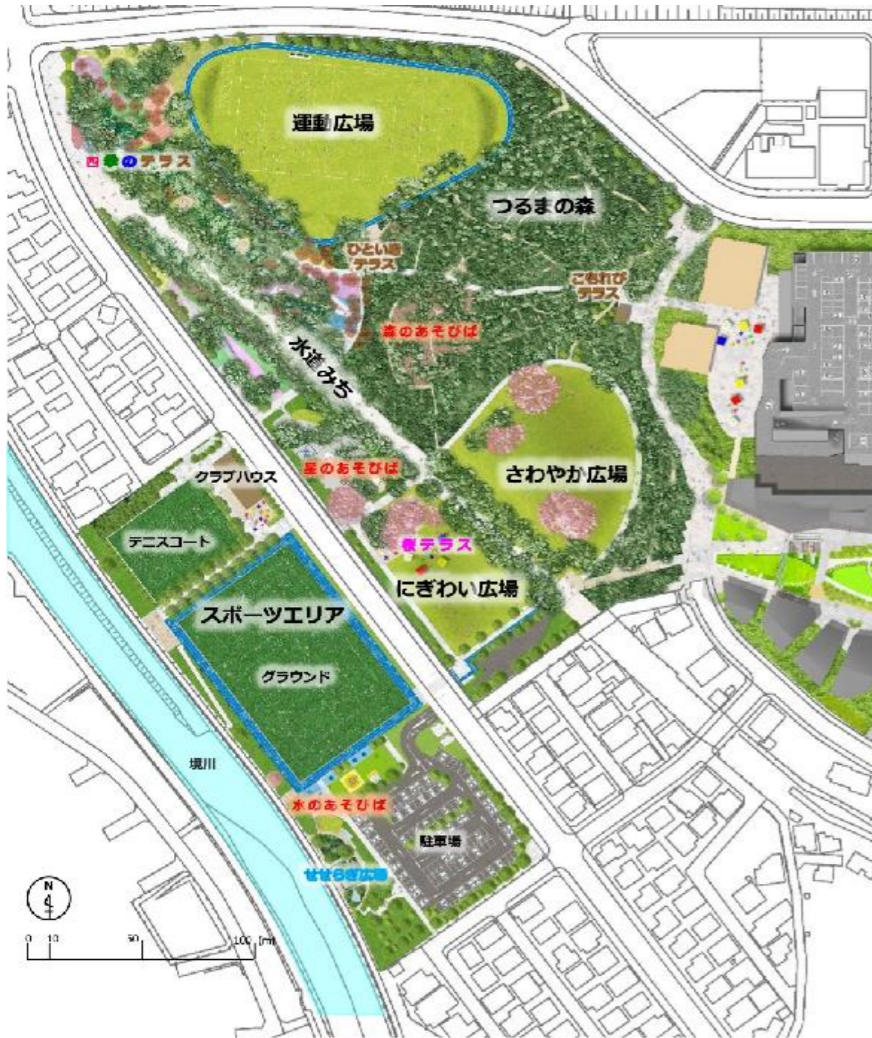 運動広場
つるまの森
四季のテラス
ひといき
テラス
こもれび
テラス
森のあそびば
水道みち
さわやか広場
星のあそびば
クラブハウス
テニスコート
桜テラス
にぎわい広場
スポーツエリア
グラウンド
境川
水のあそびば
駐車場
せせらぎ広場
N
0 10 50 100 (m)